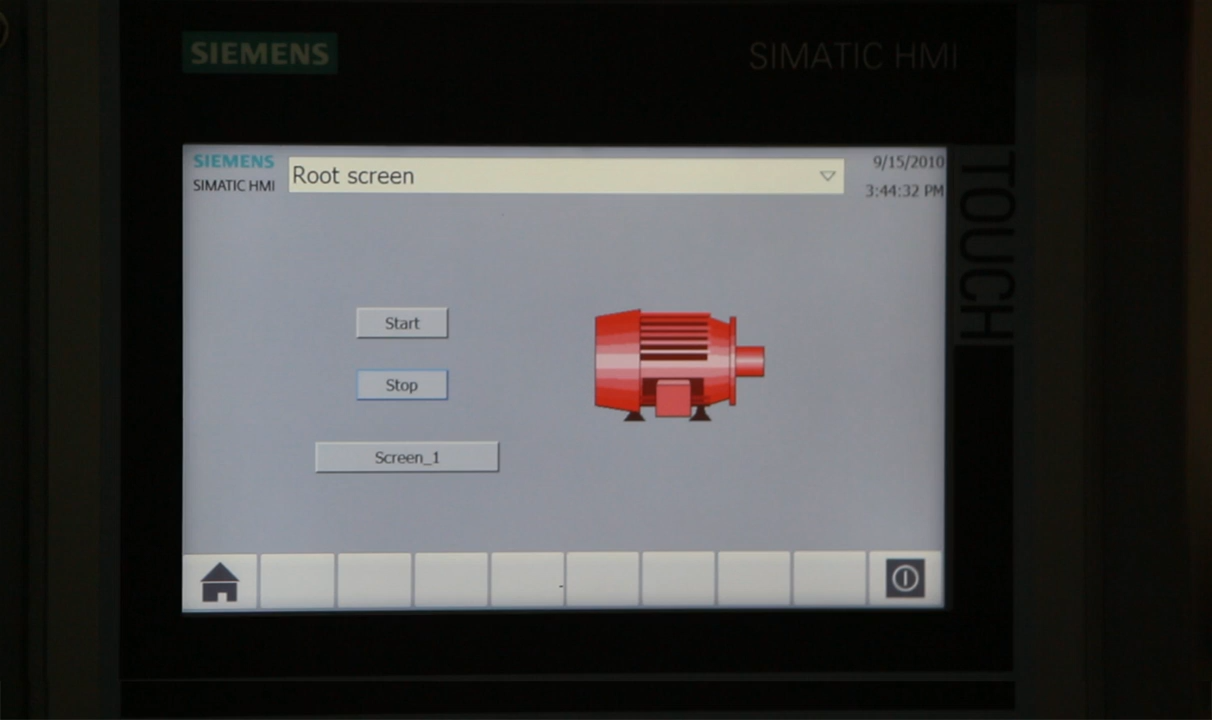 SIEMENS
SIMATIC HMI
TOUCH
SIEMENS
SIMATIC HMI
Root screen
9/15/2010
3:44:32 PM
Start
Stop
Screen_1